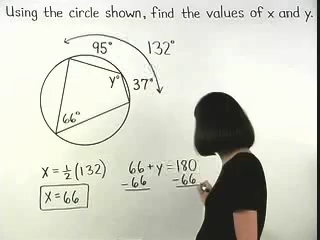 Using the circle shown, find the values of x and y.
95° 132°
y° 37°
66°
x = ½(132) 66 + y = 180
-66 -66
x = 66